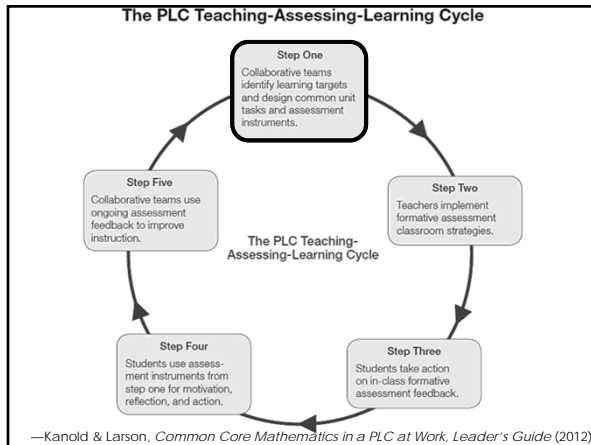 The PLC Teaching-Assessing-Learning Cycle
Step One
Collaborative teams
identify learning targets
and design common unit
tasks and assessment
instruments.
Step Two
Teachers implement
formative assessment
classroom strategies.
Step Three
Students take action
on in-class formative
assessment feedback.
Step Four
Students use assess-
ment instruments from
step one for motivation,
reflection, and action.
Step Five
Collaborative teams use
ongoing assessment
feedback to improve
instruction.
The PLC Teaching-
Assessing-Learning Cycle
—Kanold & Larson, Common Core Mathematics in a PLC at Work, Leader's Guide (2012)